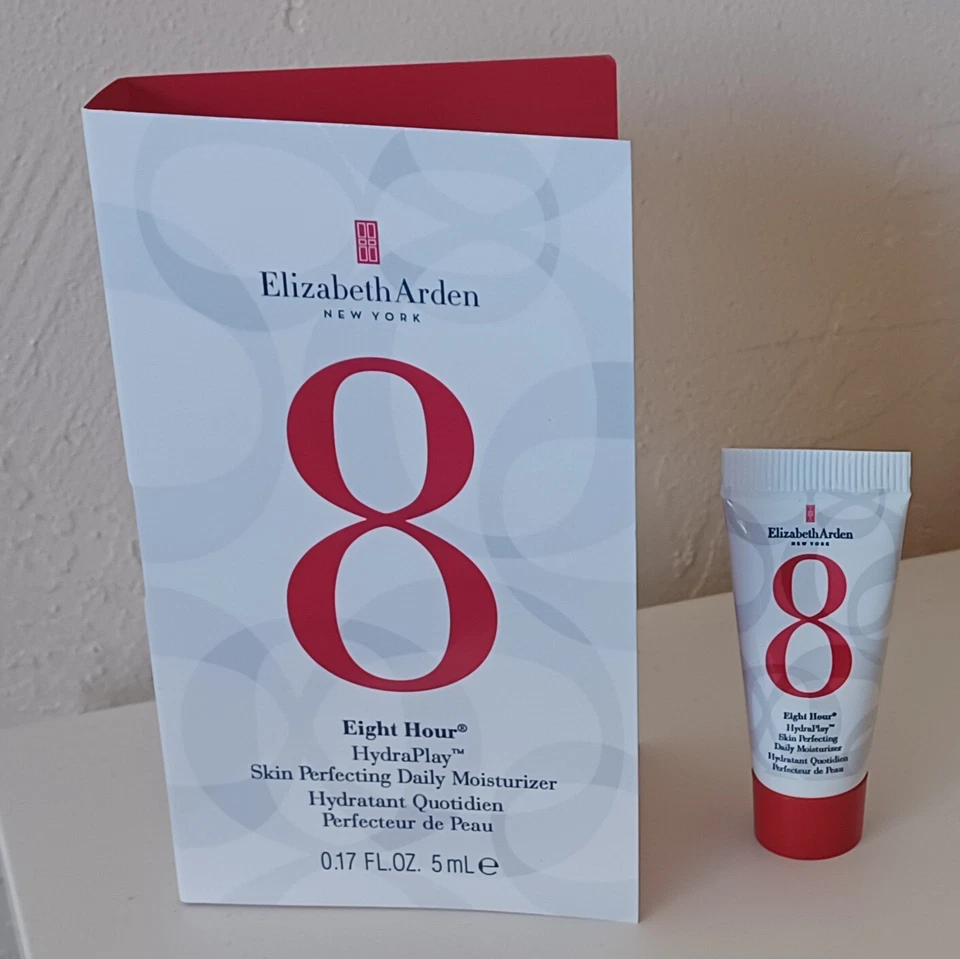 Elizabeth Arden
NEW YORK
8
Eight Hour®
HydraPlay™
Skin Perfecting Daily Moisturizer
Hydratant Quotidien
Perfecteur de Peau
0.17 FL.OZ. 5 mL ℮
Elizabeth Arden
NEW YORK
8
Eight Hour®
HydraPlay™
Skin Perfecting
Daily Moisturizer
Hydratant Quotidien
Perfecteur de Peau